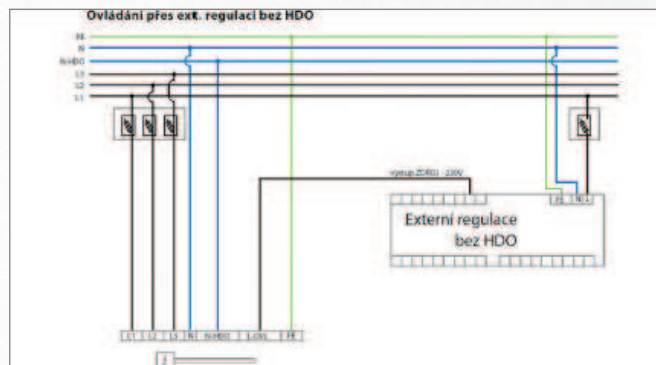 Ovládání přes ext. regulaci bez HDO
PE
N
N-HDO
L3
L2
L1
výstup ZDROJ - 230V
PE N L
Externí regulace
bez HDO
L1 L2 L3 N N-HDO L-OVL PE